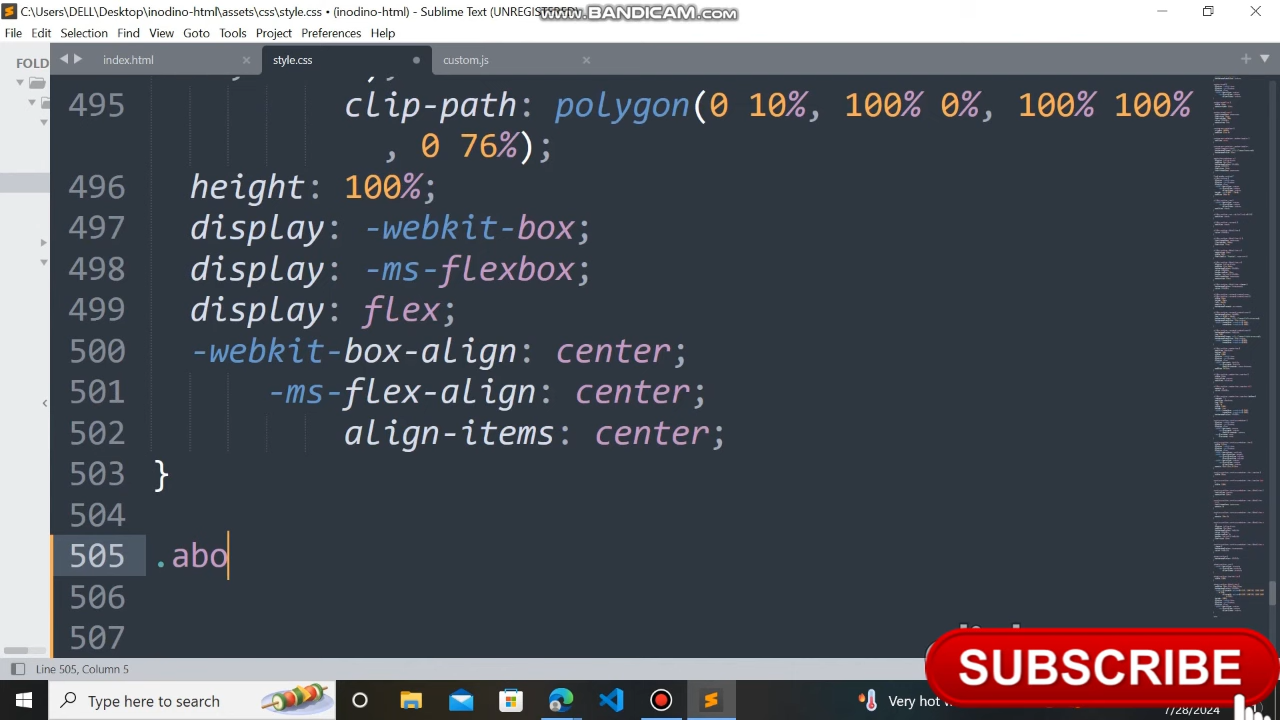 C:\Users\DELL\Desktop\inodino-html\assets\css\style.css • (inodino-html) - Sublime Text (UNREGISTERED)
www.BANDICAM.com
File Edit Selection Find View Goto Tools Project Preferences Help
FOLD
index.html
style.css
custom.js
495 clip-path: polygon(0 10%, 100% 0%, 100% 100%
, 0 76%);
496 height: 100%;
497 display: -webkit-box;
498 display: -ms-flexbox;
499 display: flex;
500 -webkit-box-align: center;
501 -ms-flex-align: center;
502 align-items: center;
503 }
504
505 .abo
506
507
SUBSCRIBE
Line 505, Column 5
Type here to search
Very hot
7/28/2024